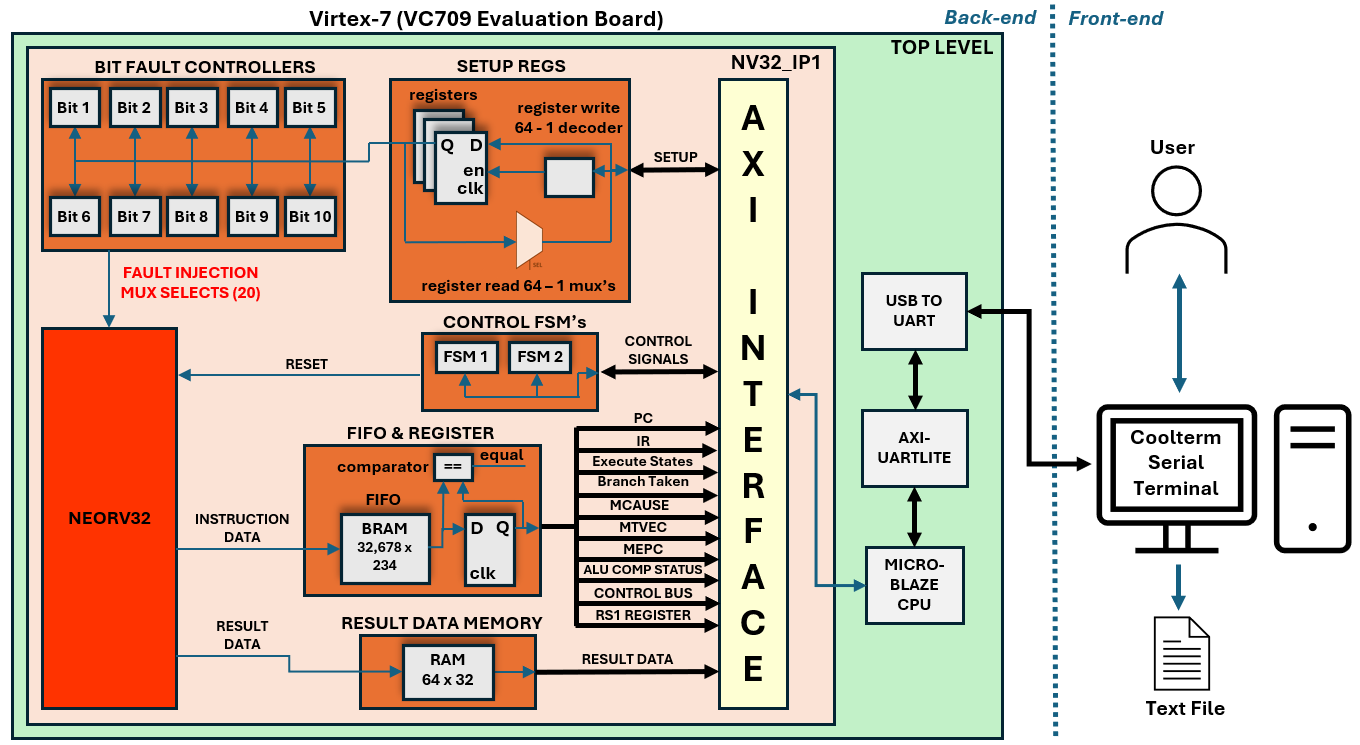 Virtex-7 (VC709 Evaluation Board)
Back-end
Front-end
TOP LEVEL
NV32_IP1
BIT FAULT CONTROLLERS
Bit 1
Bit 2
Bit 3
Bit 4
Bit 5
Bit 6
Bit 7
Bit 8
Bit 9
Bit 10
FAULT INJECTION
MUX SELECTS (20)
SETUP REGS
registers
register write
64 - 1 decoder
Q D
en
clk
SEL
register read 64 – 1 mux's
SETUP
AXI INTERFACE
CONTROL FSM's
FSM 1
FSM 2
RESET
CONTROL
SIGNALS
NEORV32
FIFO & REGISTER
comparator
==
equal
FIFO
BRAM
32,678 x
234
D Q
clk
INSTRUCTION
DATA
PC
IR
Execute States
Branch Taken
MCAUSE
MTVEC
MEPC
ALU COMP STATUS
CONTROL BUS
RS1 REGISTER
RESULT
DATA
RESULT DATA MEMORY
RAM
64 x 32
RESULT DATA
USB TO
UART
AXI-
UARTLITE
MICRO-
BLAZE
CPU
User
Coolterm
Serial
Terminal
Text File